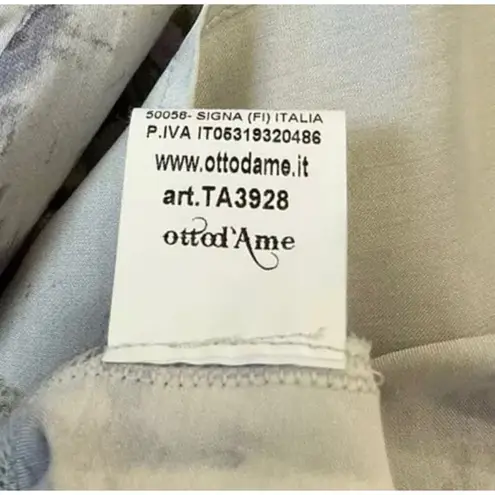 50058- SIGNA (FI) ITALIA
P.IVA IT05319320486
www.ottodame.it
art.TA3928
ottod'Ame